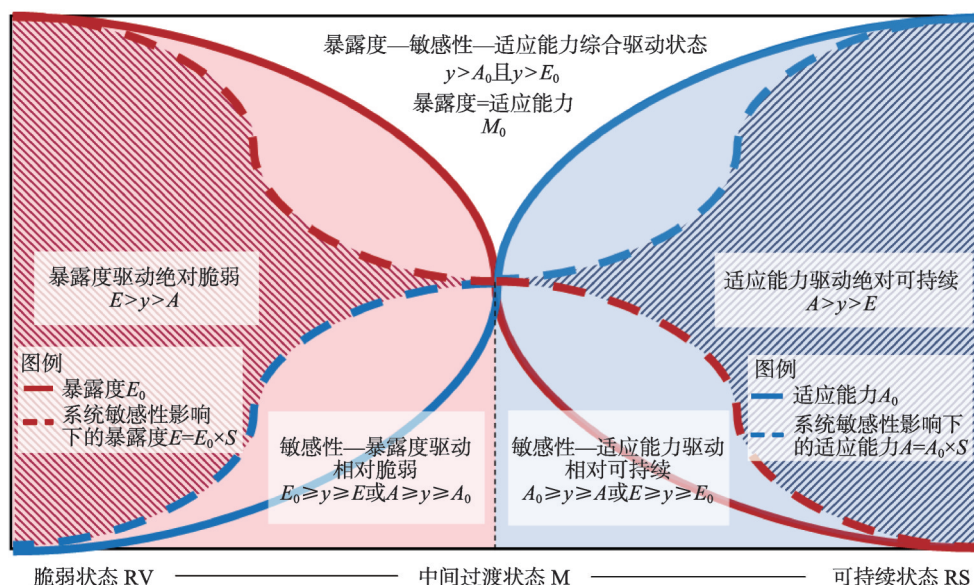 暴露度—敏感性—适应能力综合驱动状态
y>A₀且y>E₀
暴露度=适应能力
M₀
暴露度驱动绝对脆弱
E>y>A
适应能力驱动绝对可持续
A>y>E
图例
暴露度E₀
系统敏感性影响
下的暴露度E=E₀×S
图例
适应能力A₀
系统敏感性影响下
的适应能力A=A₀×S
敏感性—暴露度驱动
相对脆弱
E₀≥y≥E或A≥y≥A₀
敏感性—适应能力驱动
相对可持续
A₀≥y≥A或E≥y≥E₀
脆弱状态 RV
中间过渡状态 M
可持续状态 RS